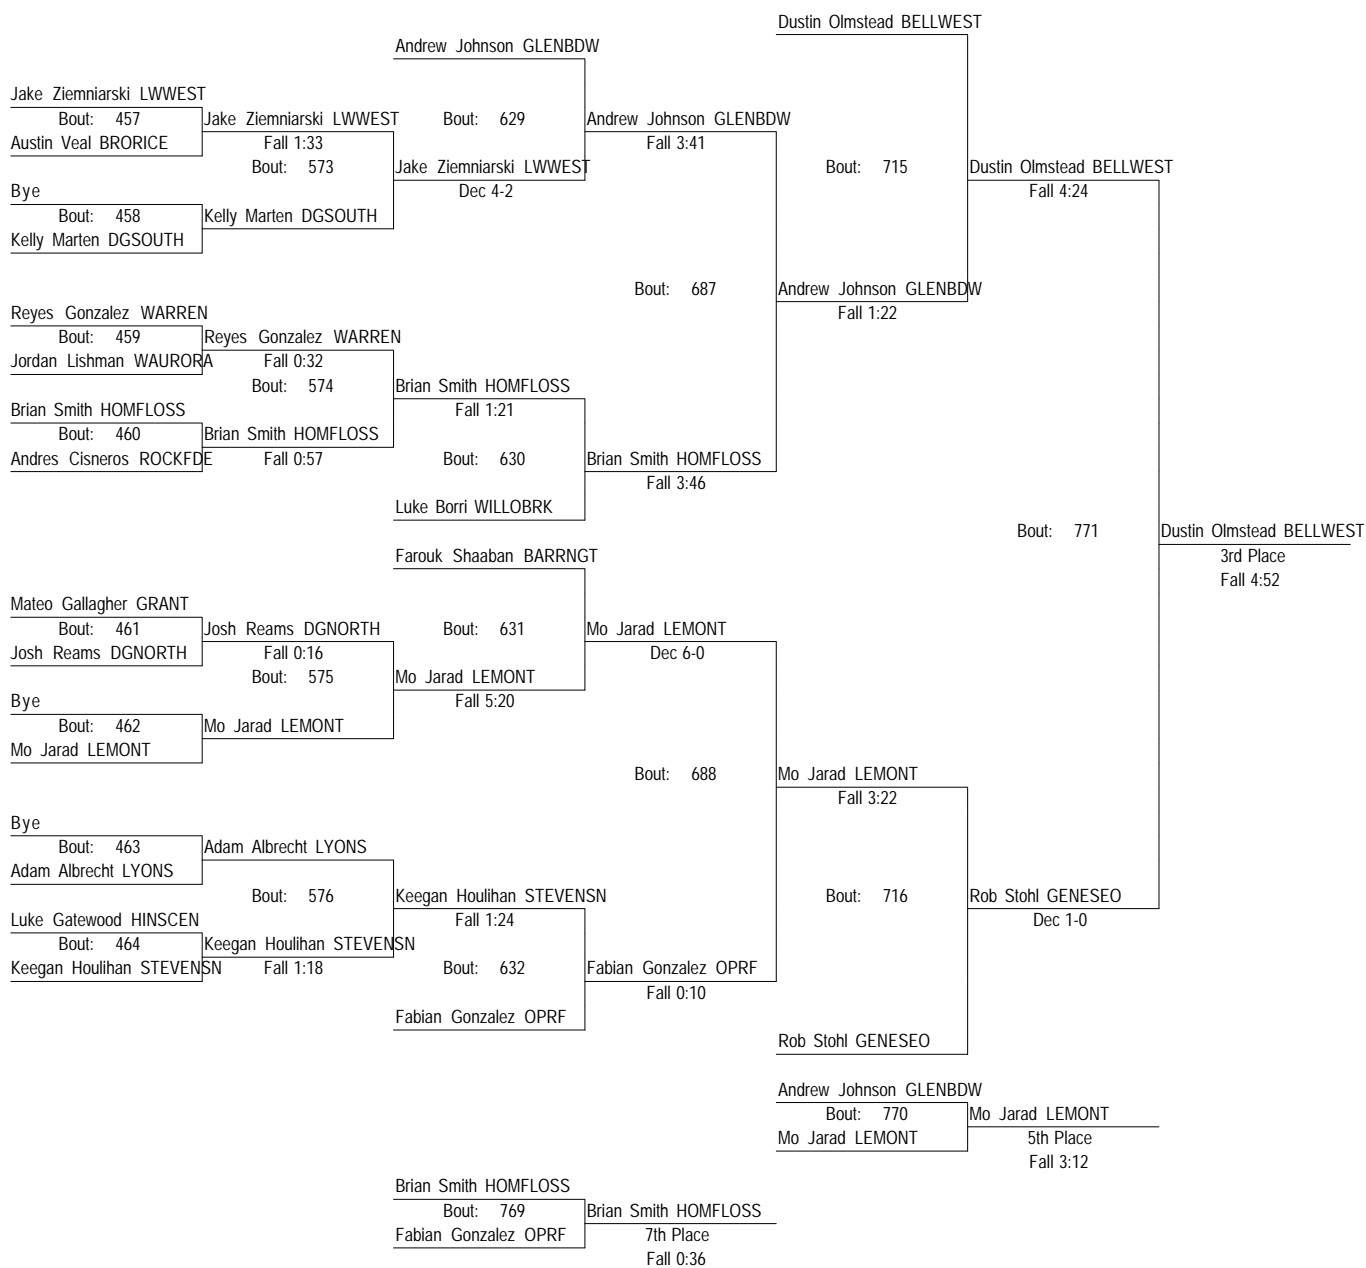 Dustin Olmstead BELLWEST
Andrew Johnson GLENBDW
Jake Ziemniarski LWWEST
Bout: 457
Jake Ziemniarski LWWEST
Bout: 629
Andrew Johnson GLENBDW
Austin Veal BRORICE
Fall 1:33
Fall 3:41
Bout: 573
Jake Ziemniarski LWWEST
Bout: 715
Dustin Olmstead BELLWEST
Bye
Dec 4-2
Fall 4:24
Bout: 458
Kelly Marten DGSOUTH
Kelly Marten DGSOUTH
Bout: 687
Andrew Johnson GLENBDW
Reyes Gonzalez WARREN
Fall 1:22
Bout: 459
Reyes Gonzalez WARREN
Jordan Lishman WAURORA
Fall 0:32
Bout: 574
Brian Smith HOMFLOSS
Brian Smith HOMFLOSS
Fall 1:21
Bout: 460
Brian Smith HOMFLOSS
Andres Cisneros ROCKFDE
Fall 0:57
Bout: 630
Brian Smith HOMFLOSS
Fall 3:46
Luke Borri WILLOBRK
Bout: 771
Dustin Olmstead BELLWEST
Farouk Shaaban BARRNGT
3rd Place
Fall 4:52
Mateo Gallagher GRANT
Bout: 461
Josh Reams DGNORTH
Bout: 631
Mo Jarad LEMONT
Josh Reams DGNORTH
Fall 0:16
Dec 6-0
Bout: 575
Mo Jarad LEMONT
Bye
Fall 5:20
Bout: 462
Mo Jarad LEMONT
Mo Jarad LEMONT
Bout: 688
Mo Jarad LEMONT
Fall 3:22
Bye
Bout: 463
Adam Albrecht LYONS
Adam Albrecht LYONS
Bout: 576
Keegan Houlihan STEVENSN
Bout: 716
Rob Stohl GENESEO
Luke Gatewood HINSCEN
Fall 1:24
Dec 1-0
Bout: 464
Keegan Houlihan STEVENSN
Keegan Houlihan STEVENSN
Fall 1:18
Bout: 632
Fabian Gonzalez OPRF
Fall 0:10
Fabian Gonzalez OPRF
Rob Stohl GENESEO
Andrew Johnson GLENBDW
Bout: 770
Mo Jarad LEMONT
Mo Jarad LEMONT
5th Place
Fall 3:12
Brian Smith HOMFLOSS
Bout: 769
Brian Smith HOMFLOSS
Fabian Gonzalez OPRF
7th Place
Fall 0:36